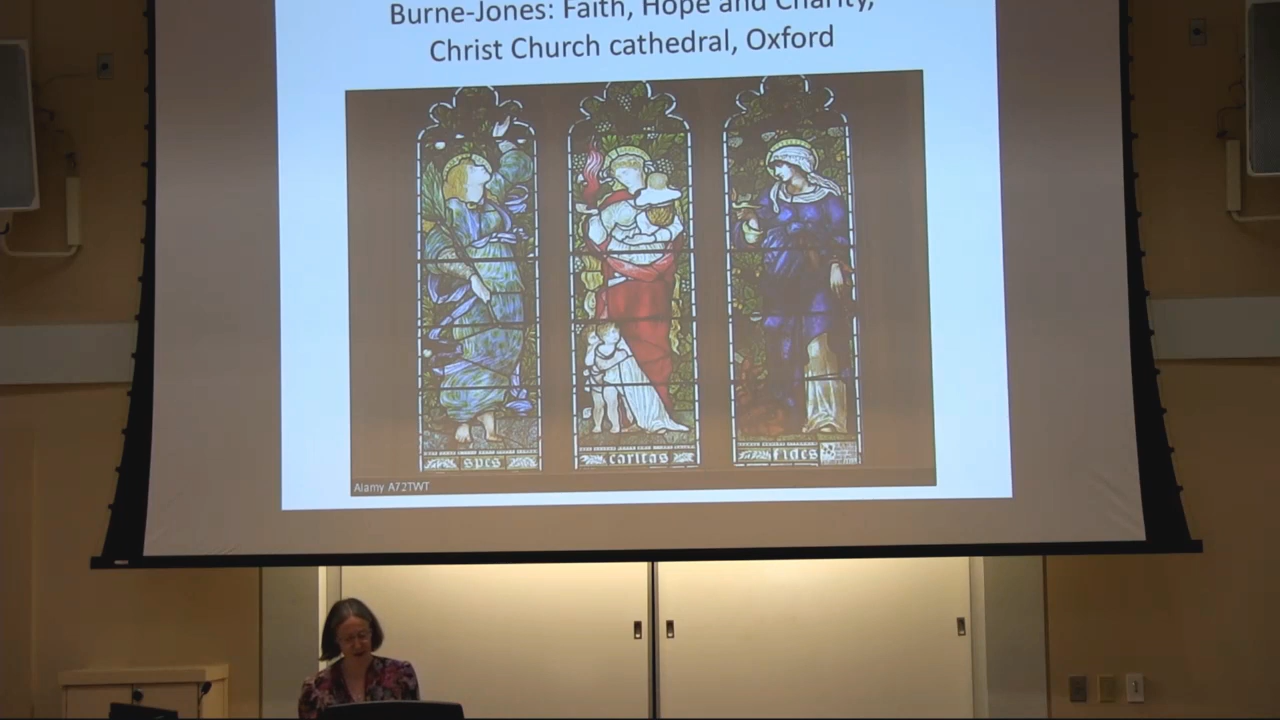 Burne-Jones: Faith, Hope and Charity,
Christ Church cathedral, Oxford
spes
caritas
fides
Alamy A72TWT